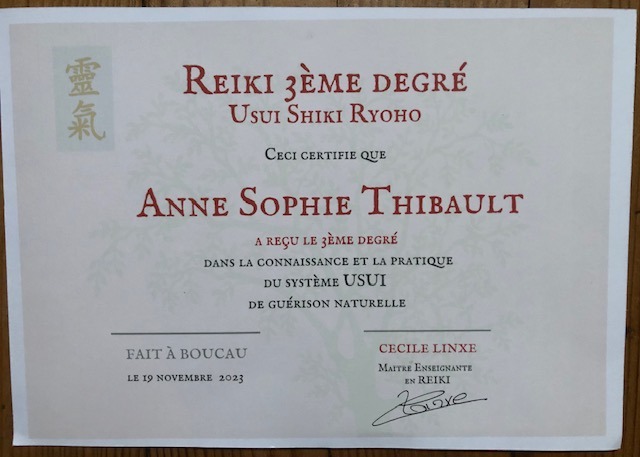 靈氣
Reiki 3ème degré
Usui Shiki Ryoho
Ceci certifie que
Anne Sophie Thibault
a reçu le 3ème degré
dans la connaissance et la pratique
du système USUI
de guérison naturelle
Fait à Boucau
le 19 novembre 2023
Cecile Linxe
Maitre Enseignante
en REIKI